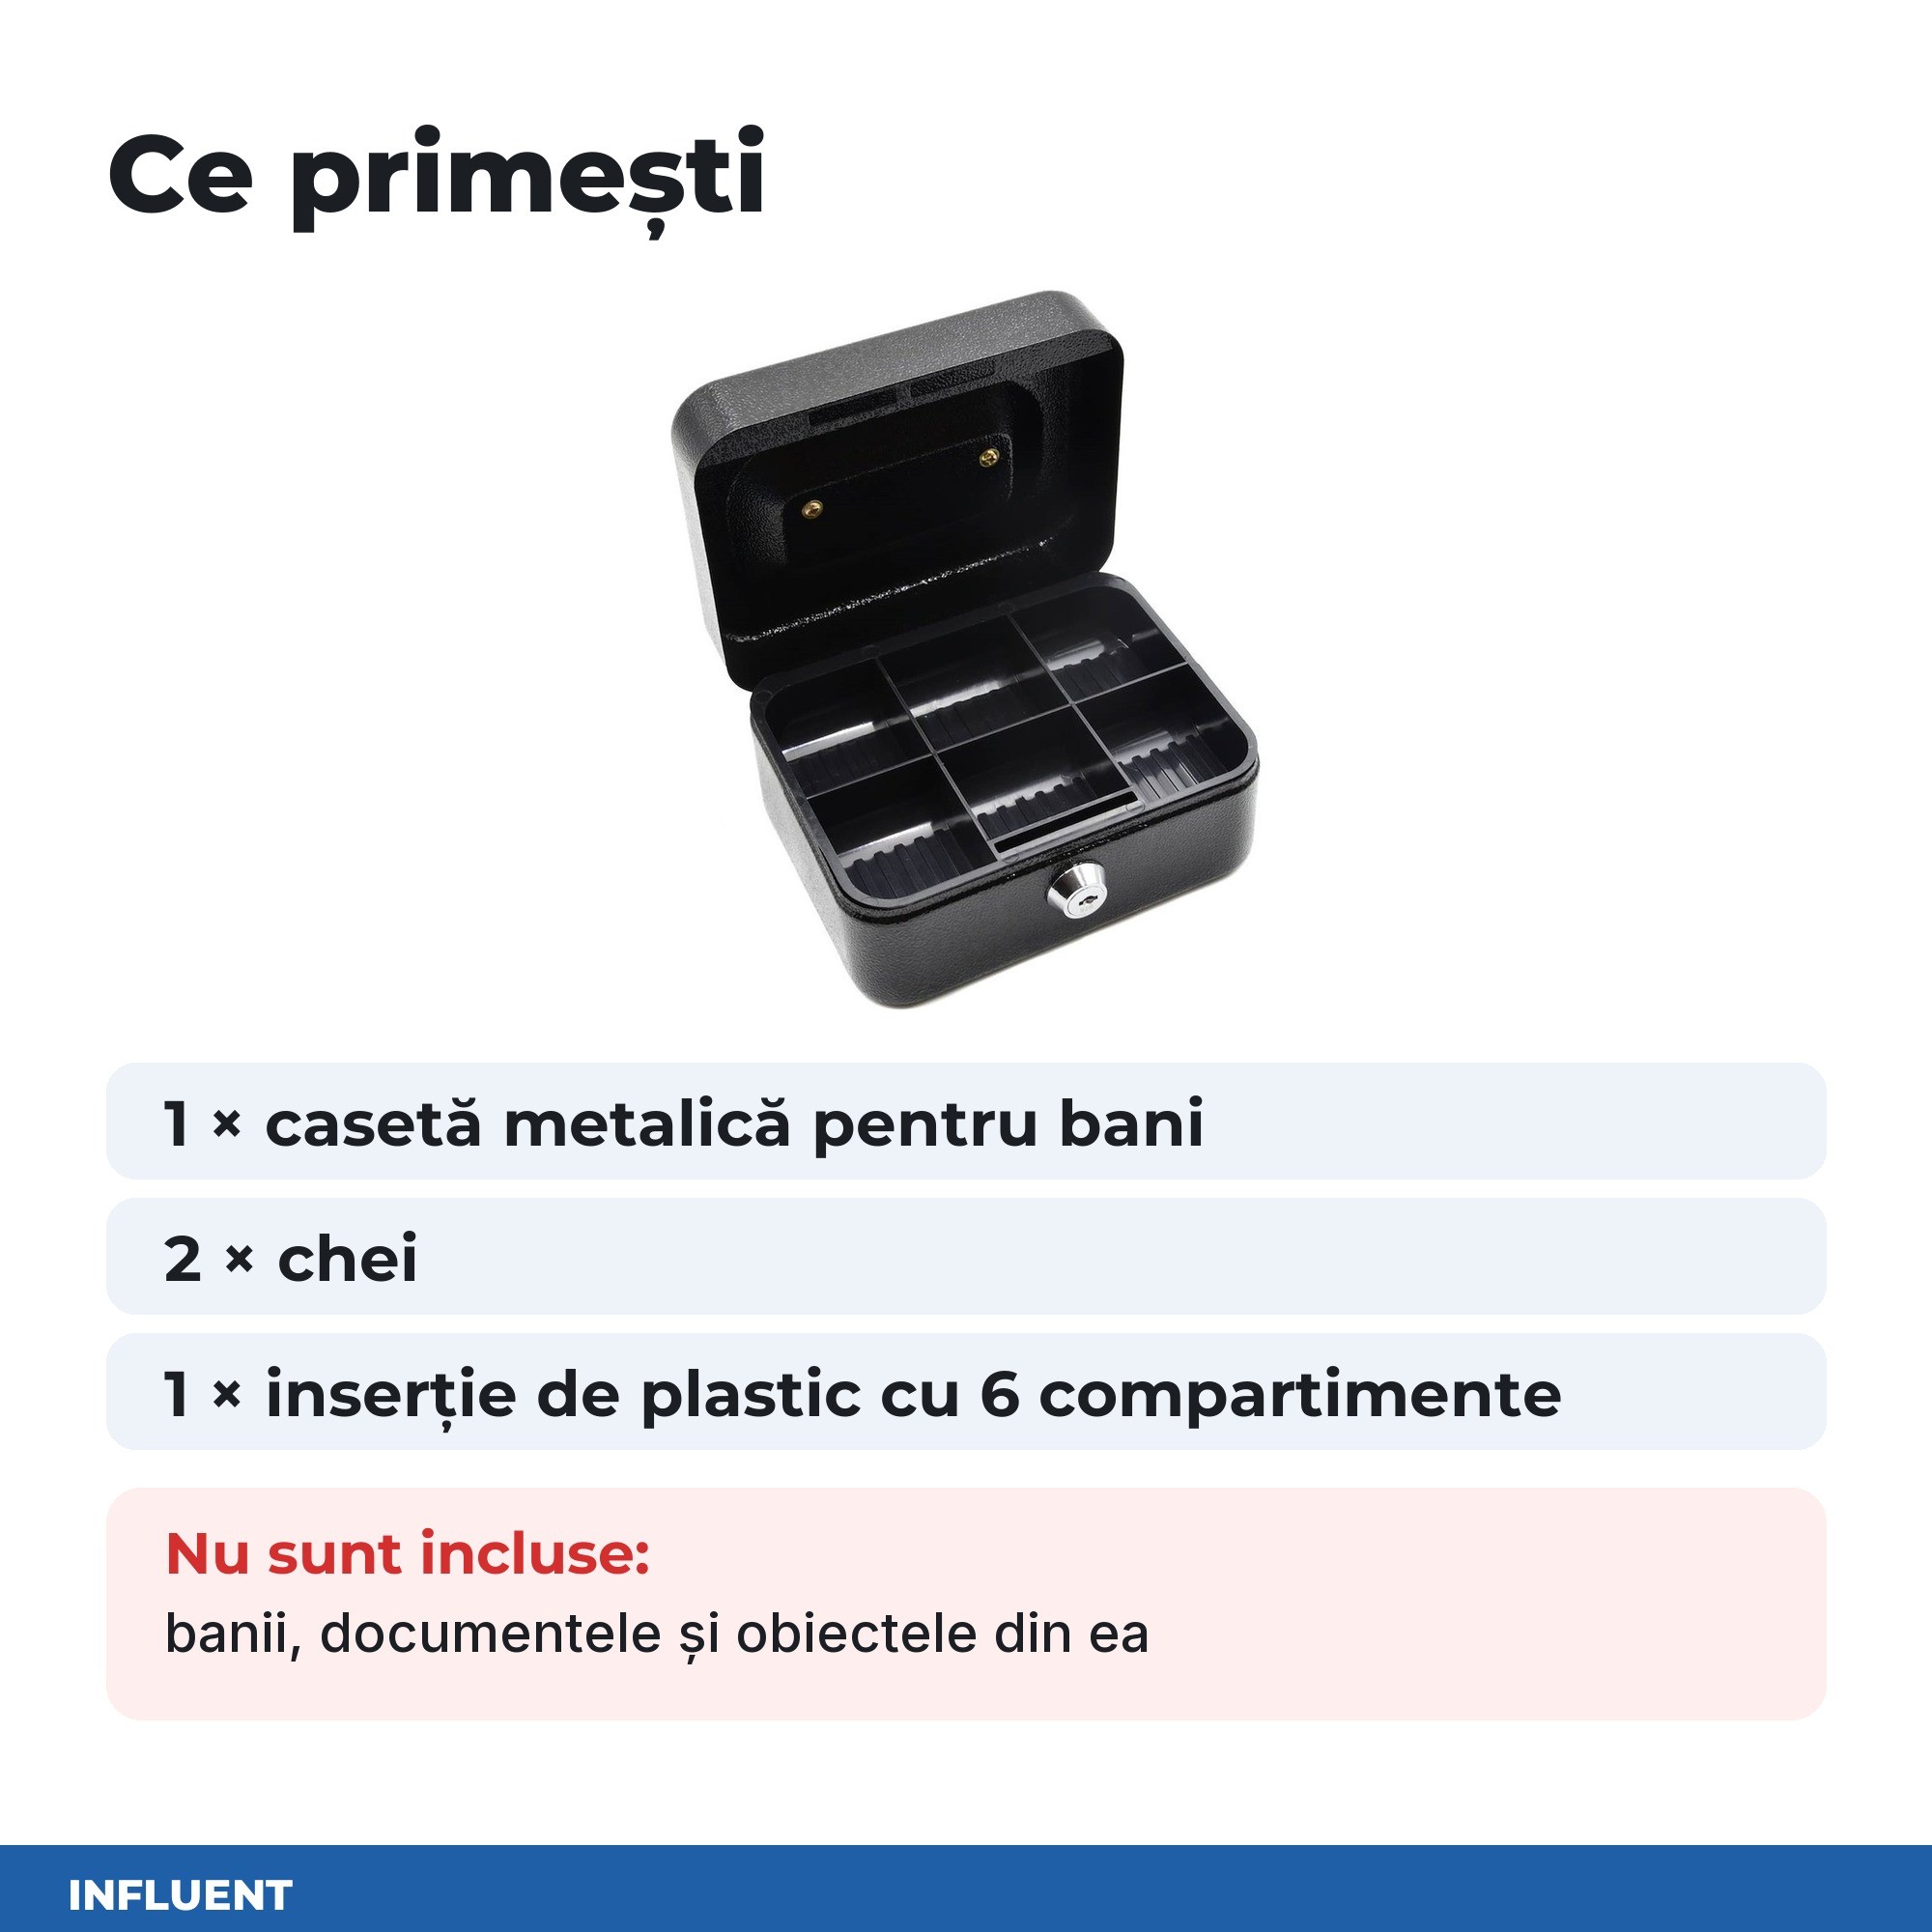 Ce primești
1 × casetă metalică pentru bani
2 × chei
1 × inserție de plastic cu 6 compartimente
Nu sunt incluse:
banii, documentele și obiectele din ea
INFLUENT